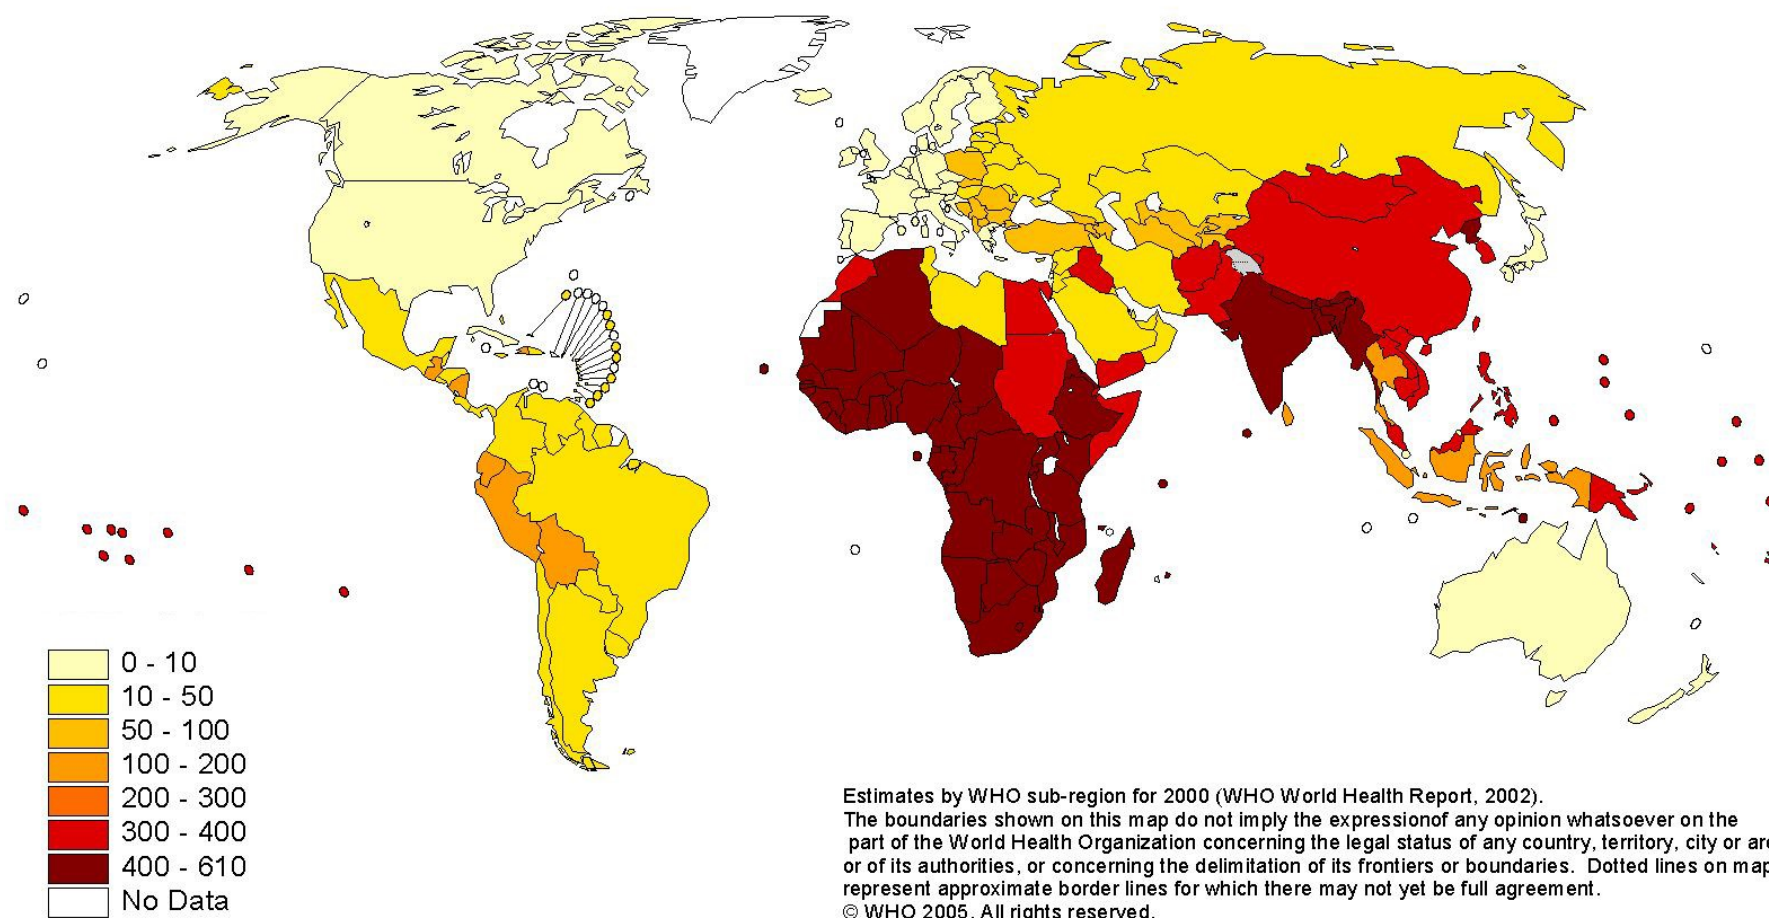 0 - 10
10 - 50
50 - 100
100 - 200
200 - 300
300 - 400
400 - 610
No Data
Estimates by WHO sub-region for 2000 (WHO World Health Report, 2002).
The boundaries shown on this map do not imply the expressionof any opinion whatsoever on the
part of the World Health Organization concerning the legal status of any country, territory, city or are
or of its authorities, or concerning the delimitation of its frontiers or boundaries. Dotted lines on map
represent approximate border lines for which there may not yet be full agreement.
© WHO 2005. All rights reserved.